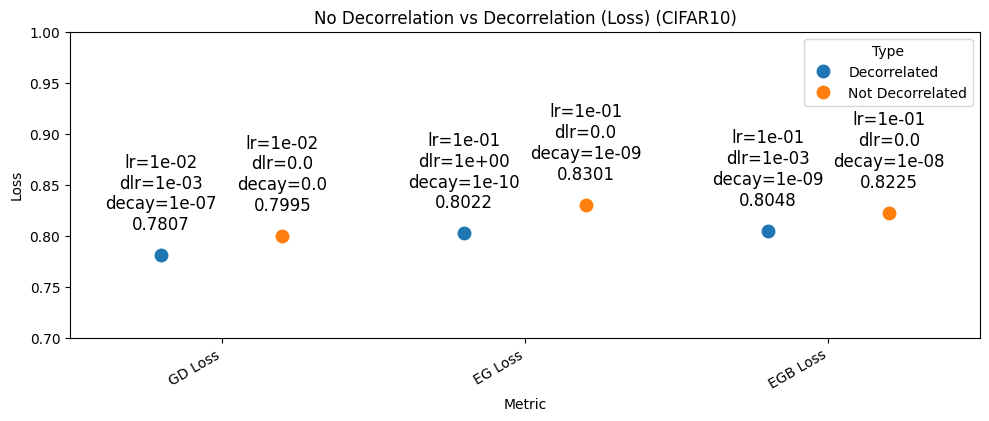 No Decorrelation vs Decorrelation (Loss) (CIFAR10)
Type
Decorrelated
Not Decorrelated
Loss
1.00
0.95
0.90
0.85
0.80
0.75
0.70
lr=1e-02
dlr=1e-03
decay=1e-07
0.7807
lr=1e-02
dlr=0.0
decay=0.0
0.7995
lr=1e-01
dlr=1e+00
decay=1e-10
0.8022
lr=1e-01
dlr=0.0
decay=1e-09
0.8301
lr=1e-01
dlr=1e-03
decay=1e-09
0.8048
lr=1e-01
dlr=0.0
decay=1e-08
0.8225
GD Loss
EG Loss
EGB Loss
Metric